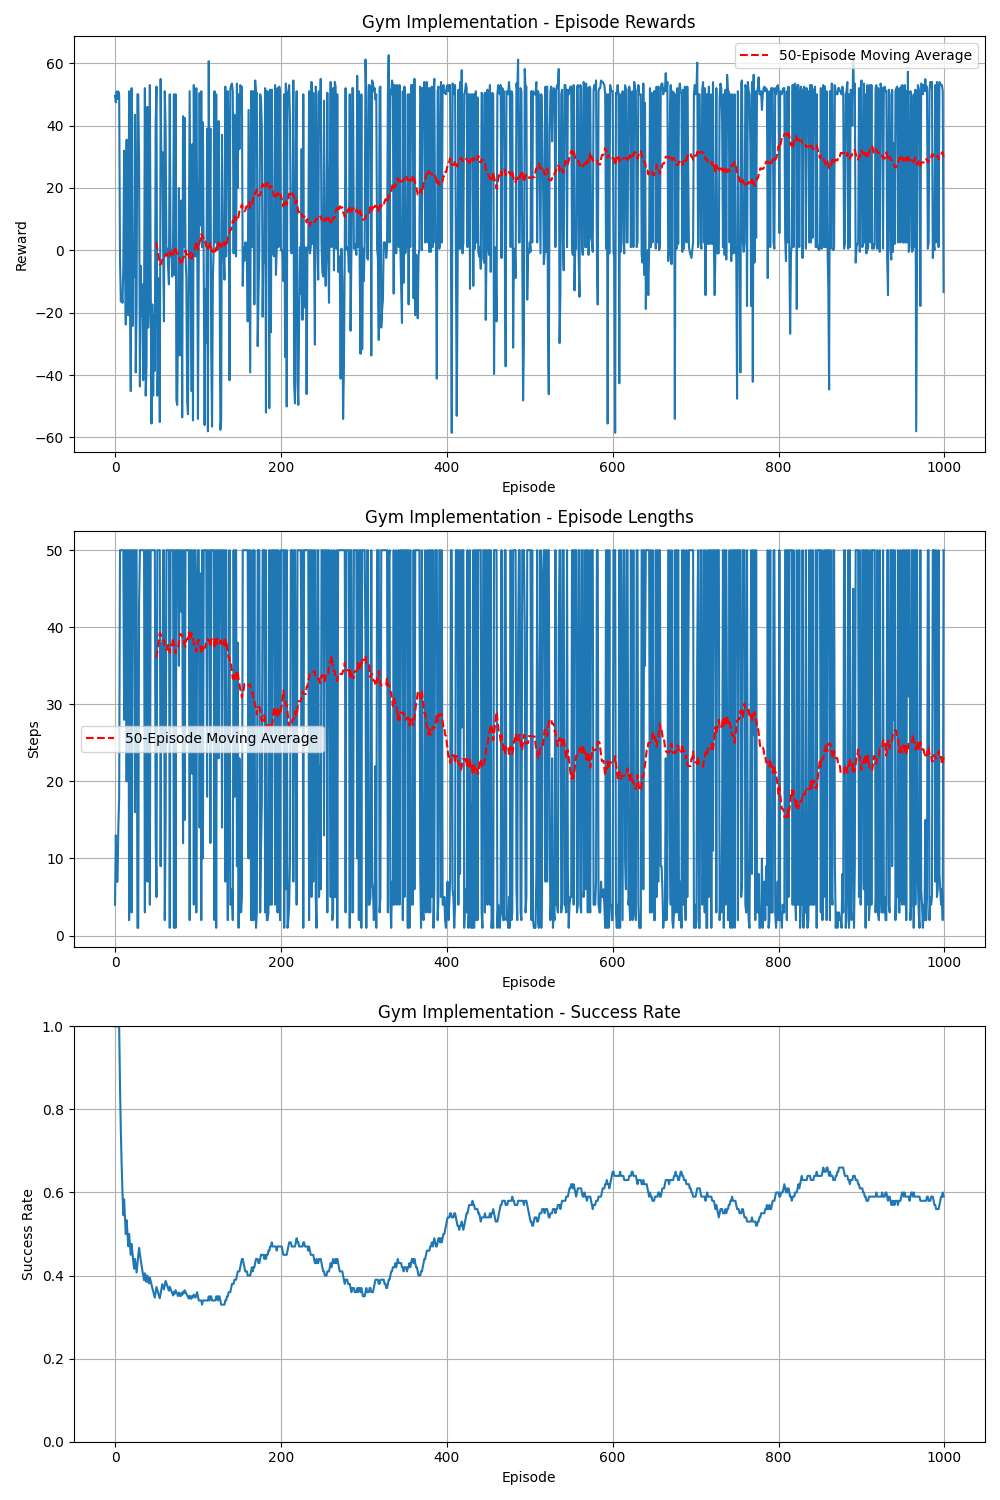 Gym Implementation - Episode Rewards
50-Episode Moving Average
Reward
60
40
20
0
−20
−40
−60
0 200 400 600 800 1000
Episode
Gym Implementation - Episode Lengths
50-Episode Moving Average
Steps
50
40
30
20
10
0
0 200 400 600 800 1000
Episode
Gym Implementation - Success Rate
Success Rate
1.0
0.8
0.6
0.4
0.2
0.0
0 200 400 600 800 1000
Episode